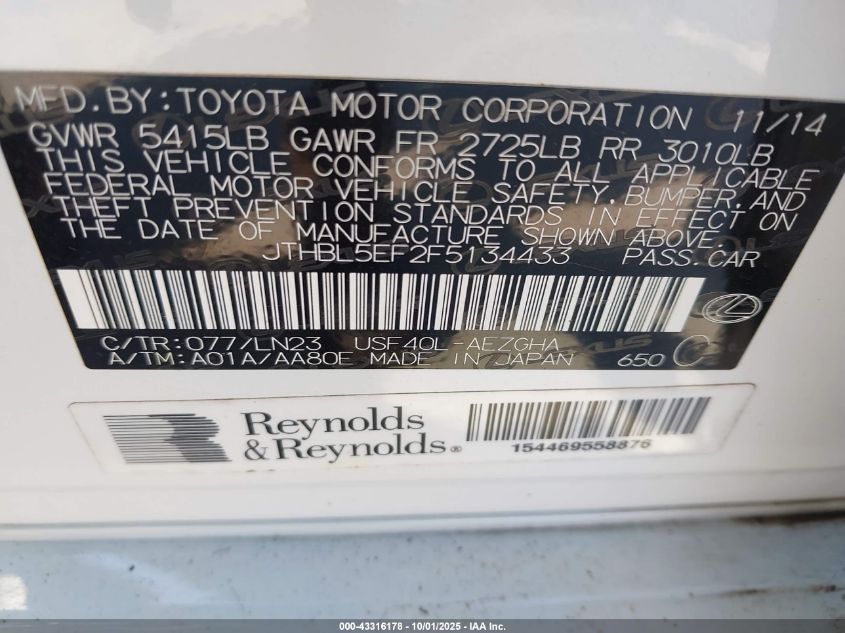 MFD.BY:TOYOTA MOTOR CORPORATION 11/14
GVWR 5415LB GAWR FR 2725LB RR 3010LB
THIS VEHICLE CONFORMS TO ALL APPLICABLE
FEDERAL MOTOR VEHICLE SAFETY,BUMPER,AND
THEFT PREVENTION STANDARDS IN EFFECT ON
THE DATE OF MANUFACTURE SHOWN ABOVE.
JTHBL5EF2F5134433 PASS.CAR
C/TR:077/LN23 USF40L-AEZGHA
A/TM:A01A/AA80E MADE IN JAPAN 650 C
Reynolds
&Reynolds®
154469558876
000-43316178 - 10/01/2025 - IAA Inc.